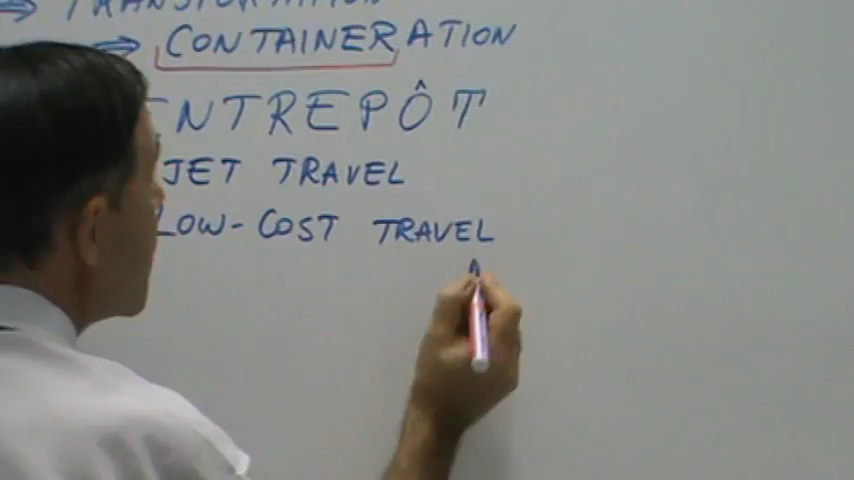 ⇒ TRANSPORTATION
⇒ CONTAINERATION
ENTREPÔT
JET TRAVEL
LOW-COST TRAVEL